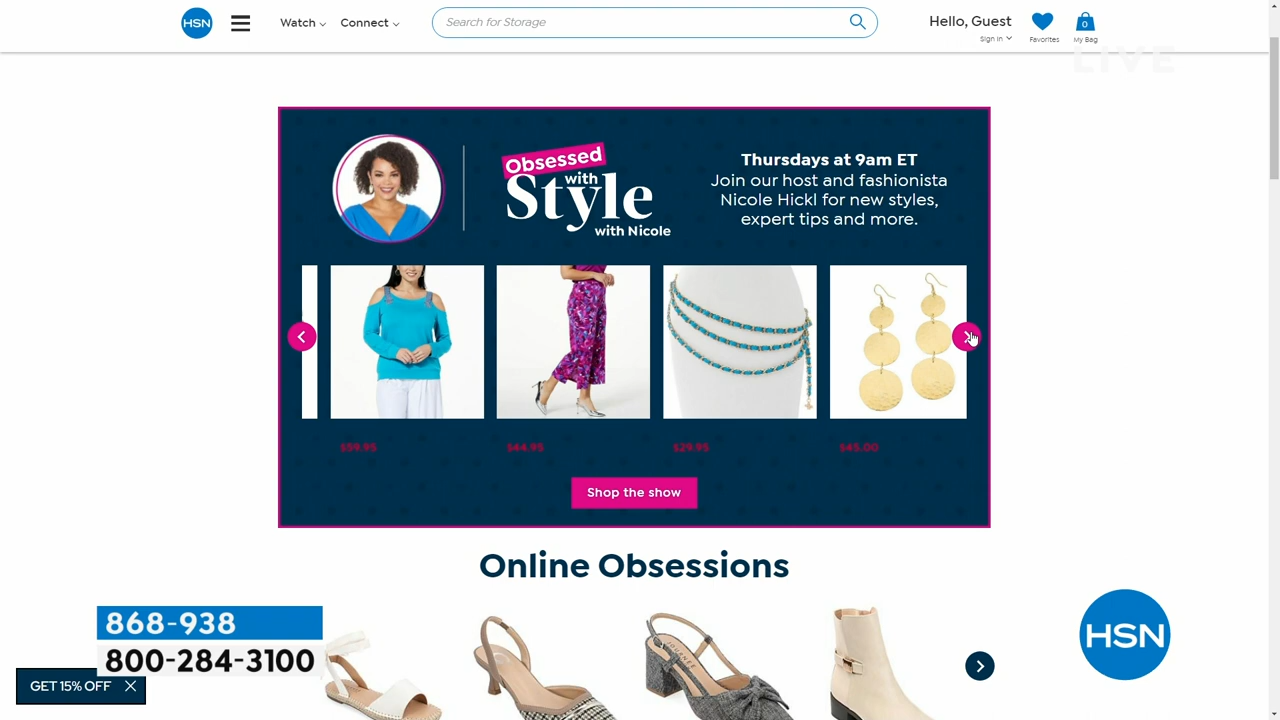 HSN
Watch
Connect
Search for Storage
Hello, Guest
Sign In
Favorites
0
My Bag
LIVE
Obsessed
with
Style
with Nicole
Thursdays at 9am ET
Join our host and fashionista
Nicole Hickl for new styles,
expert tips and more.
$59.95
$44.95
$29.95
$45.00
Shop the show
Online Obsessions
868-938
800-284-3100
GET 15% OFF
HSN